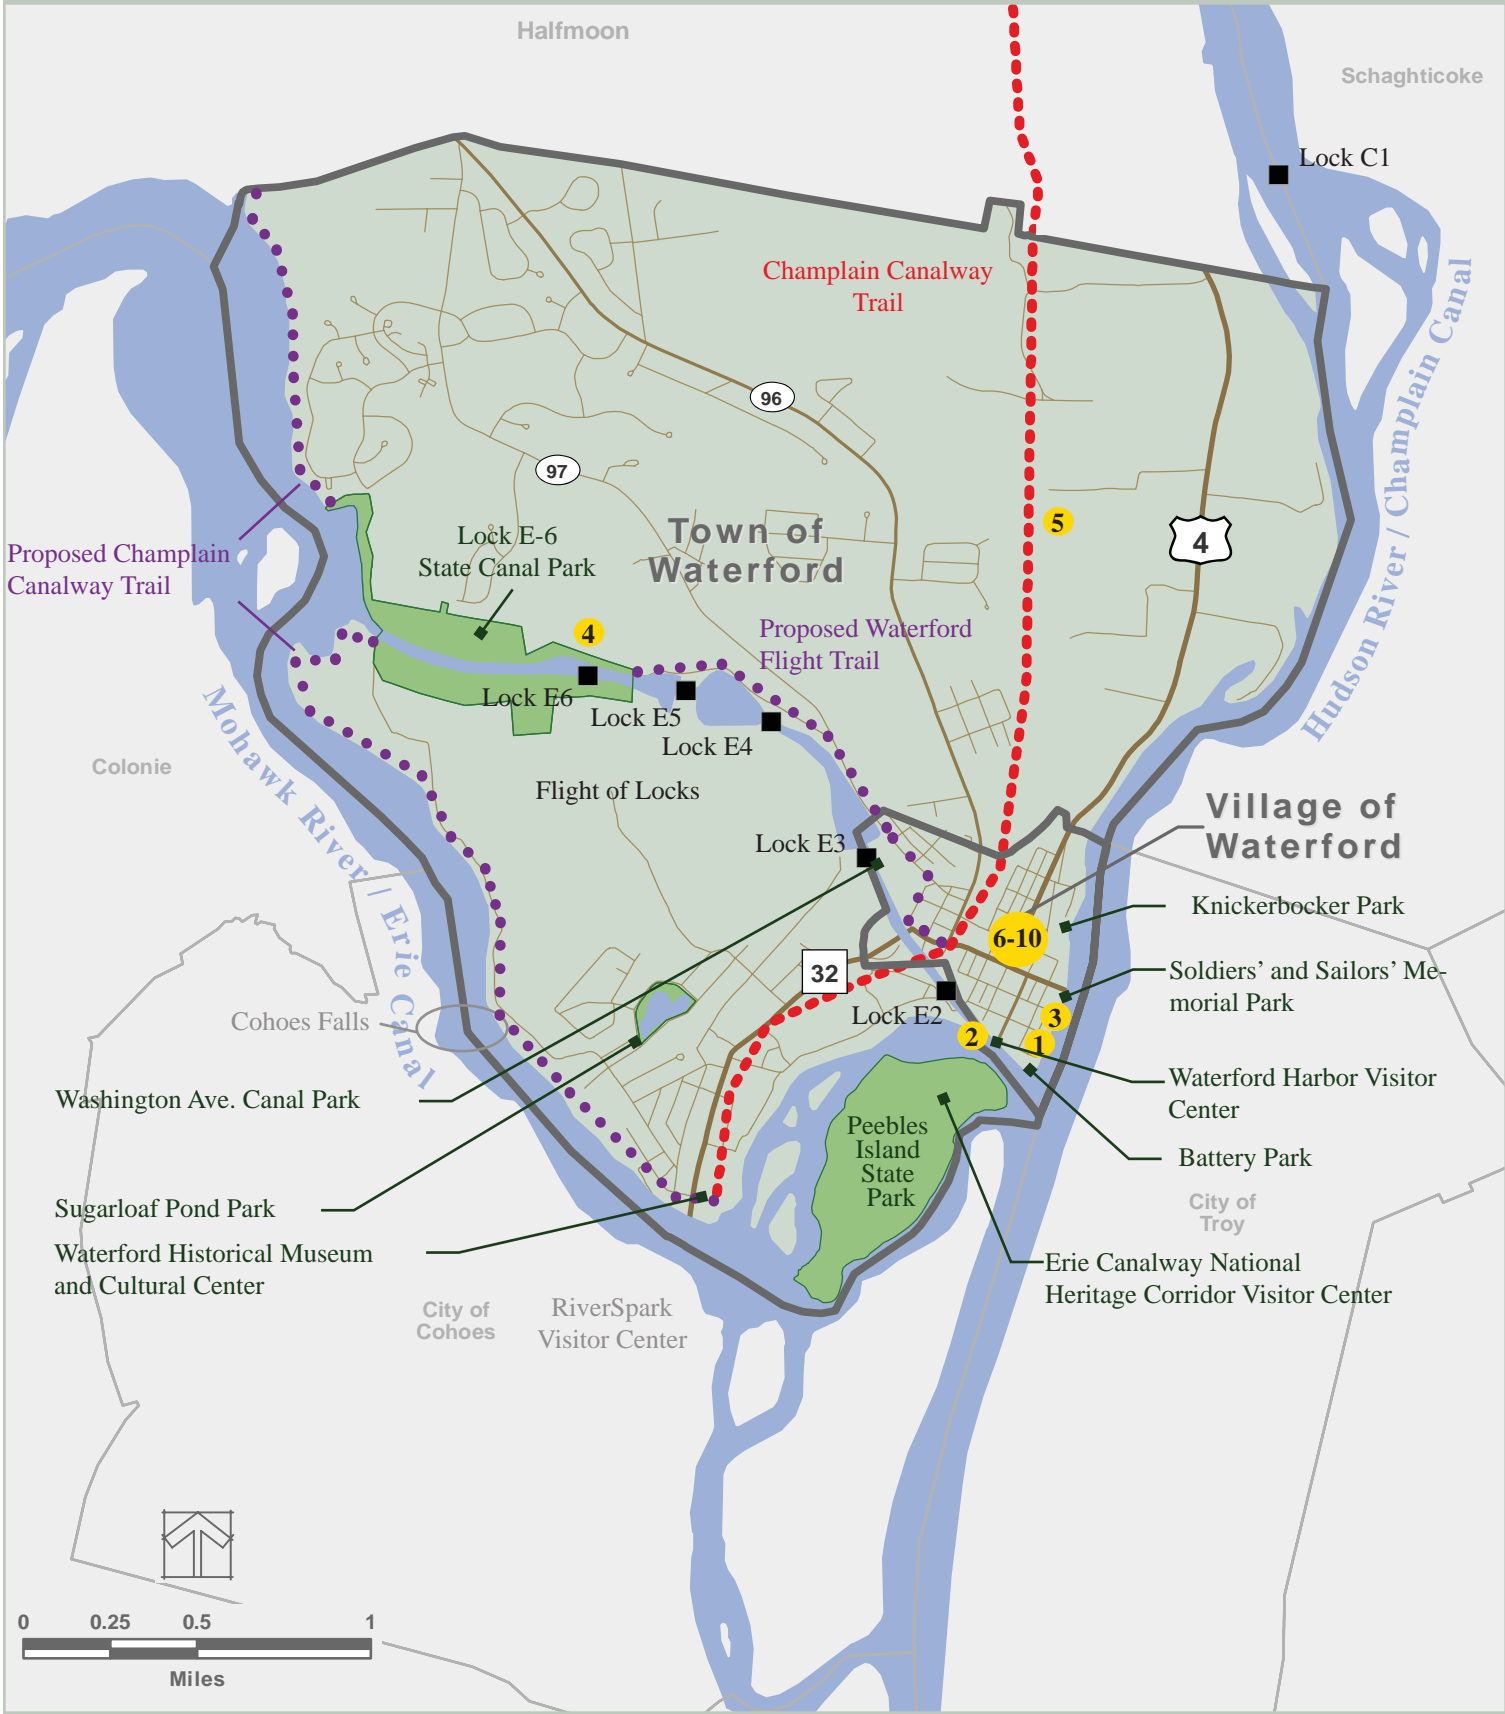 Halfmoon
Schaghticoke
Lock C1
Champlain Canalway
Trail
Hudson River / Champlain Canal
96
97
5
4
Town of
Waterford
Lock E-6
State Canal Park
Proposed Champlain
Canalway Trail
4
Proposed Waterford
Flight Trail
Lock E6
Lock E5
Lock E4
Mohawk River / Erie Canal
Colonie
Flight of Locks
Village of
Waterford
Lock E3
Knickerbocker Park
6-10
32
Soldiers’ and Sailors’ Me-
morial Park
Lock E2
3
2
1
Cohoes Falls
Waterford Harbor Visitor
Center
Washington Ave. Canal Park
Peebles
Island
State
Park
Battery Park
Sugarloaf Pond Park
City of
Troy
Waterford Historical Museum
and Cultural Center
Erie Canalway National
Heritage Corridor Visitor Center
City of
Cohoes
RiverSpark
Visitor Center
0 0.25 0.5 1
Miles